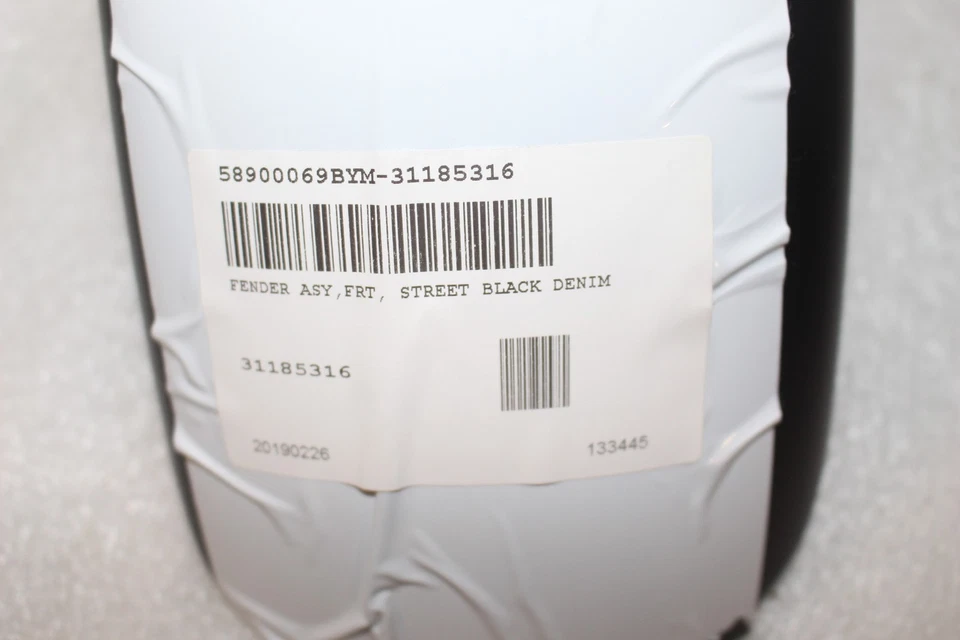 58900069BYM-31185316
FENDER ASY,FRT, STREET BLACK DENIM
31185316
20190226 133445